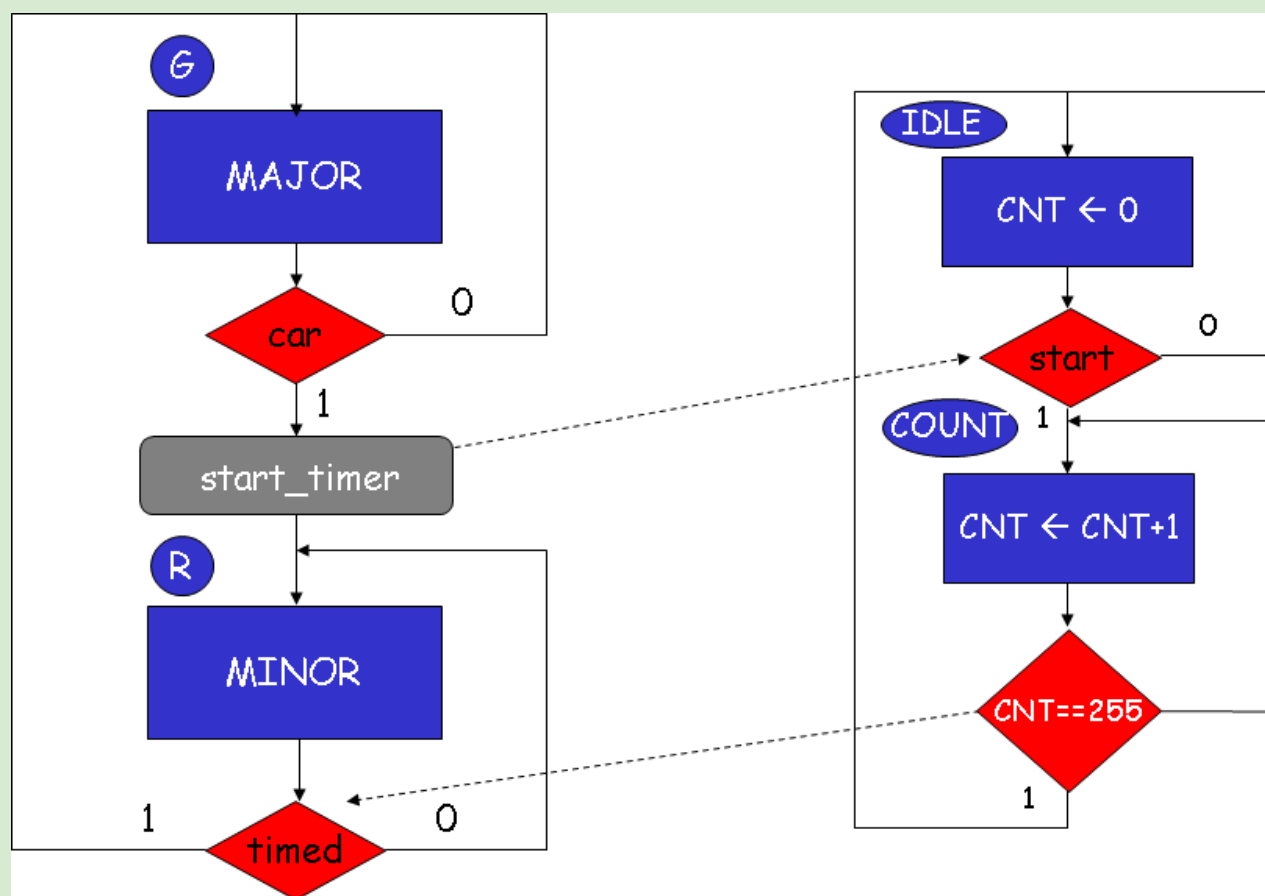 G
MAJOR
car
0
1
start_timer
R
MINOR
1
0
timed
IDLE
CNT ← 0
0
start
1
COUNT
CNT ← CNT+1
CNT==255
1